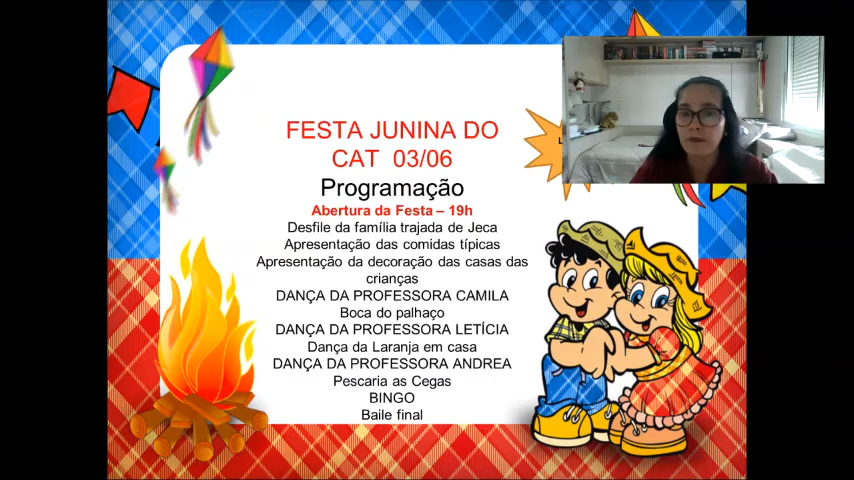 FESTA JUNINA DO
CAT 03/06
Programação
Abertura da Festa – 19h
Desfile da família trajada de Jeca
Apresentação das comidas típicas
Apresentação da decoração das casas das
crianças
DANÇA DA PROFESSORA CAMILA
Boca do palhaço
DANÇA DA PROFESSORA LETÍCIA
Dança da Laranja em casa
DANÇA DA PROFESSORA ANDREA
Pescaria as Cegas
BINGO
Baile final